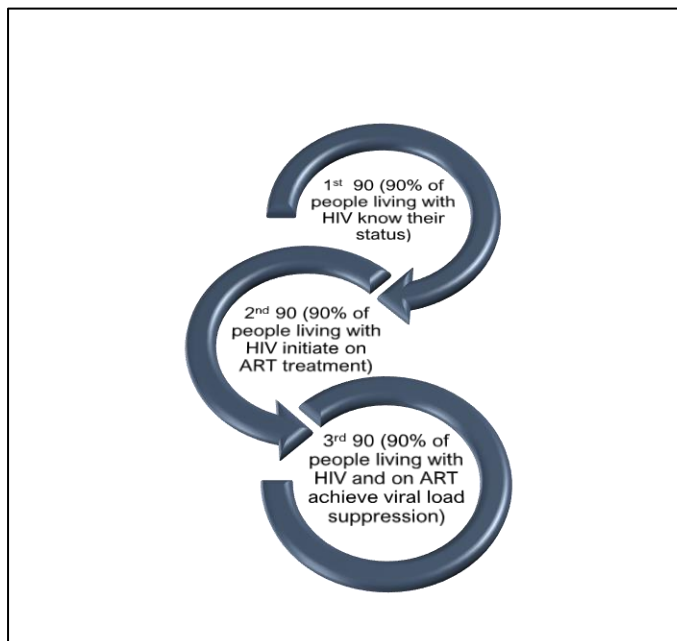 1st 90 (90% of
people living with
HIV know their
status)
2nd 90 (90% of
people living with
HIV initiate on
ART treatment)
3rd 90 (90% of
people living with
HIV and on ART
achieve viral load
suppression)